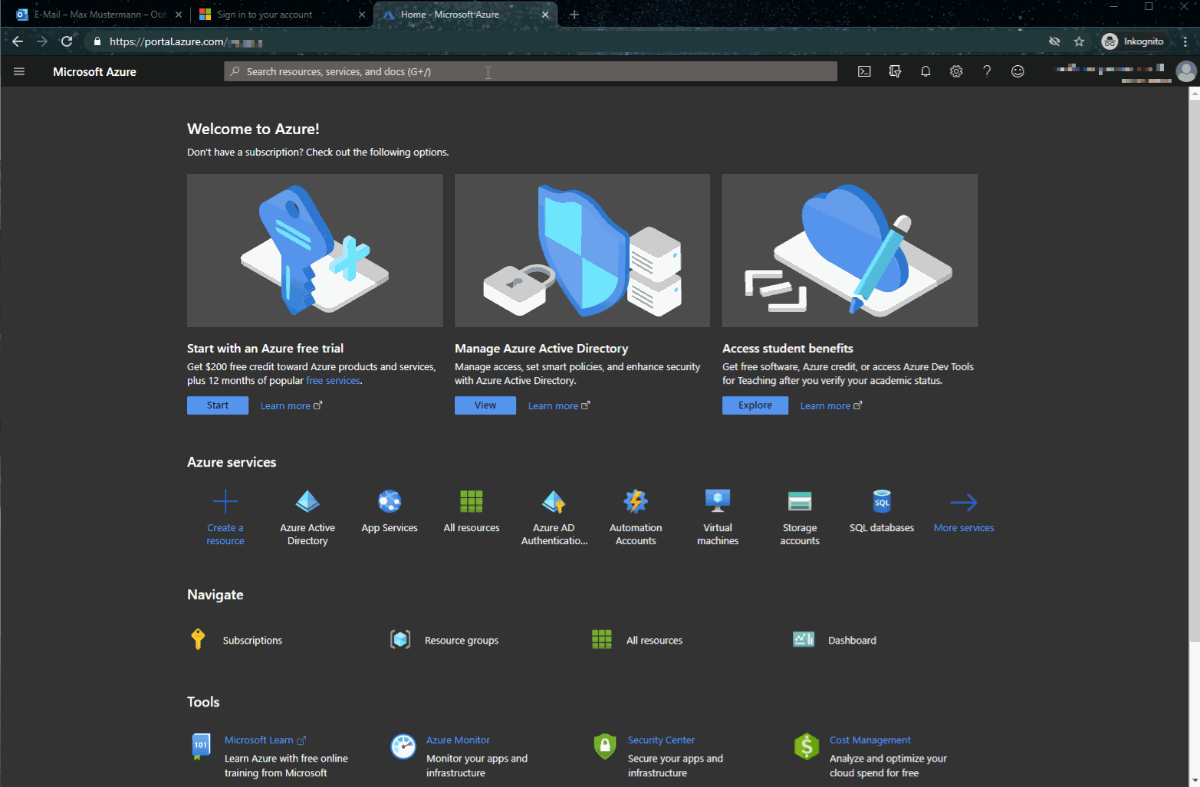 E-Mail – Max Mustermann – Out
Sign in to your account
Home - Microsoft Azure
https://portal.azure.com/
Inkognito
Microsoft Azure
Search resources, services, and docs (G+/)
Welcome to Azure!
Don't have a subscription? Check out the following options.
Start with an Azure free trial
Get $200 free credit toward Azure products and services,
plus 12 months of popular free services.
Start
Learn more
Manage Azure Active Directory
Manage access, set smart policies, and enhance security
with Azure Active Directory.
View
Learn more
Access student benefits
Get free software, Azure credit, or access Azure Dev Tools
for Teaching after you verify your academic status.
Explore
Learn more
Azure services
Create a
resource
Azure Active
Directory
App Services
All resources
Azure AD
Authenticatio...
Automation
Accounts
Virtual
machines
Storage
accounts
SQL
SQL databases
More services
Navigate
Subscriptions
Resource groups
All resources
Dashboard
Tools
101
Microsoft Learn
Learn Azure with free online
training from Microsoft
Azure Monitor
Monitor your apps and
infrastructure
Security Center
Secure your apps and
infrastructure
$
Cost Management
Analyze and optimize your
cloud spend for free